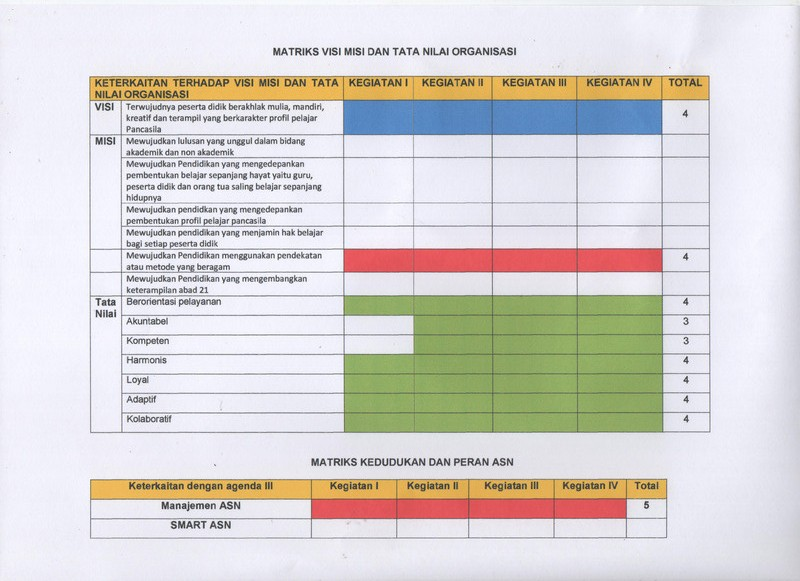 MATRIKS VISI MISI DAN TATA NILAI ORGANISASI
KETERKAITAN TERHADAP VISI MISI DAN TATA NILAI ORGANISASI KEGIATAN I KEGIATAN II KEGIATAN III KEGIATAN IV TOTAL
VISI Terwujudnya peserta didik berakhlak mulia, mandiri,
kreatif dan terampil yang berkarakter profil pelajar
Pancasila
4
MISI Mewujudkan lulusan yang unggul dalam bidang
akademik dan non akademik
Mewujudkan Pendidikan yang mengedepankan
pembentukan belajar sepanjang hayat yaitu guru,
peserta didik dan orang tua saling belajar sepanjang
hidupnya
Mewujudkan pendidkan yang mengedepankan
pembentukan profil pelajar pancasila
Mewujudkan pendidikan yang menjamin hak belajar
bagi setiap peserta didik
Mewujudkan Pendidikan menggunakan pendekatan
atau metode yang beragam
4
Mewujudkan Pendidikan yang mengembangkan
keterampilan abad 21
Tata Nilai Berorientasi pelayanan 4
Akuntabel 3
Kompeten 3
Harmonis 4
Loyal 4
Adaptif 4
Kolaboratif 4
MATRIKS KEDUDUKAN DAN PERAN ASN
Keterkaitan dengan agenda III Kegiatan I Kegiatan II Kegiatan III Kegiatan IV Total
Manajemen ASN 5
SMART ASN